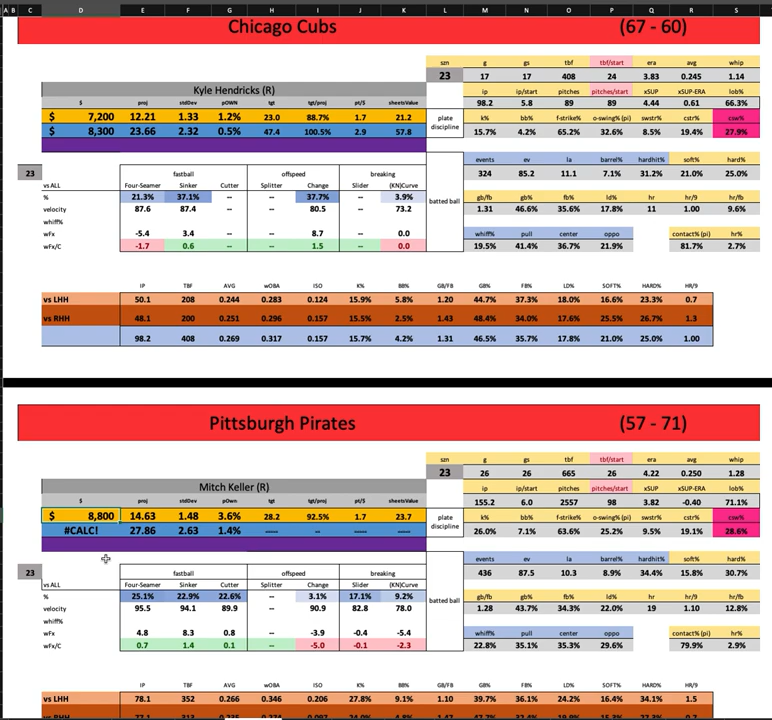 A B C D E F G H I J K L M N O P Q R S
Chicago Cubs (67 - 60)
szn g gs tbf tbf/start era avg whip
23 17 17 408 24 3.83 0.245 1.14
Kyle Hendricks (R) ip ip/start pitches pitches/start xSUP xSUP-ERA lob%
$ proj stdDev pOWN tgt tgt/proj pt/$ sheetsValue 98.2 5.8 89 89 4.44 0.61 66.3%
$ 7,200 12.21 1.33 1.2% 23.0 88.7% 1.7 21.2 plate discipline k% bb% f-strike% o-swing% (pi) swstr% cstr% csw%
$ 8,300 23.66 2.32 0.5% 47.4 100.5% 2.9 57.8 15.7% 4.2% 65.2% 32.6% 8.5% 19.4% 27.9%
events ev la barrel% hardhit% soft% hard%
23 fastball offspeed breaking 324 85.2 11.1 7.1% 31.2% 21.0% 25.0%
vs ALL Four-Seamer Sinker Cutter Splitter Change Slider (KN)Curve
% 21.3% 37.1% -- -- 37.7% -- 3.9% batted ball gb/fb gb% fb% ld% hr hr/9 hr/fb
velocity 87.6 87.4 -- -- 80.5 -- 73.2 1.31 46.6% 35.6% 17.8% 11 1.00 9.6%
whiff%
wFx -5.4 3.4 -- -- 8.7 -- 0.0 whiff% pull center oppo contact% (pi) hr%
wFx/C -1.7 0.6 -- -- 1.5 -- 0.0 19.5% 41.4% 36.7% 21.9% 81.7% 2.7%
IP TBF AVG wOBA ISO K% BB% GB/FB GB% FB% LD% SOFT% HARD% HR/9
vs LHH 50.1 208 0.244 0.283 0.124 15.9% 5.8% 1.20 44.7% 37.3% 18.0% 16.6% 23.3% 0.7
vs RHH 48.1 200 0.251 0.296 0.157 15.5% 2.5% 1.43 48.4% 34.0% 17.6% 25.5% 26.7% 1.3
98.2 408 0.269 0.317 0.157 15.7% 4.2% 1.31 46.5% 35.7% 17.8% 21.0% 25.0% 1.00
Pittsburgh Pirates (57 - 71)
szn g gs tbf tbf/start era avg whip
23 26 26 665 26 4.22 0.250 1.28
Mitch Keller (R) ip ip/start pitches pitches/start xSUP xSUP-ERA lob%
$ proj stdDev pOwn tgt tgt/proj pt/$ sheetsValue 155.2 6.0 2557 98 3.82 -0.40 71.1%
$ 8,800 14.63 1.48 3.6% 28.2 92.5% 1.7 23.7 plate discipline k% bb% f-strike% o-swing% (pi) swstr% cstr% csw%
#CALC! 27.86 2.63 1.4% ---- ---- ---- ---- 26.0% 7.1% 63.6% 25.2% 9.5% 19.1% 28.6%
events ev la barrel% hardhit% soft% hard%
23 fastball offspeed breaking 436 87.5 10.3 8.9% 34.4% 15.8% 30.7%
vs ALL Four-Seamer Sinker Cutter Splitter Change Slider (KN)Curve
% 25.1% 22.9% 22.6% -- 3.1% 17.1% 9.2% batted ball gb/fb gb% fb% ld% hr hr/9 hr/fb
velocity 95.5 94.1 89.9 -- 90.9 82.8 78.0 1.28 43.7% 34.3% 22.0% 19 1.10 12.8%
whiff%
wFx 4.8 8.3 0.8 -- -3.9 -0.4 -5.4 whiff% pull center oppo contact% (pi) hr%
wFx/C 0.7 1.4 0.1 -- -5.0 -0.1 -2.3 22.8% 35.1% 35.3% 29.6% 79.9% 2.9%
IP TBF AVG wOBA ISO K% BB% GB/FB GB% FB% LD% SOFT% HARD% HR/9
vs LHH 78.1 352 0.266 0.346 0.206 27.8% 9.1% 1.10 39.7% 36.1% 24.2% 16.4% 34.1% 1.5
vs RHH